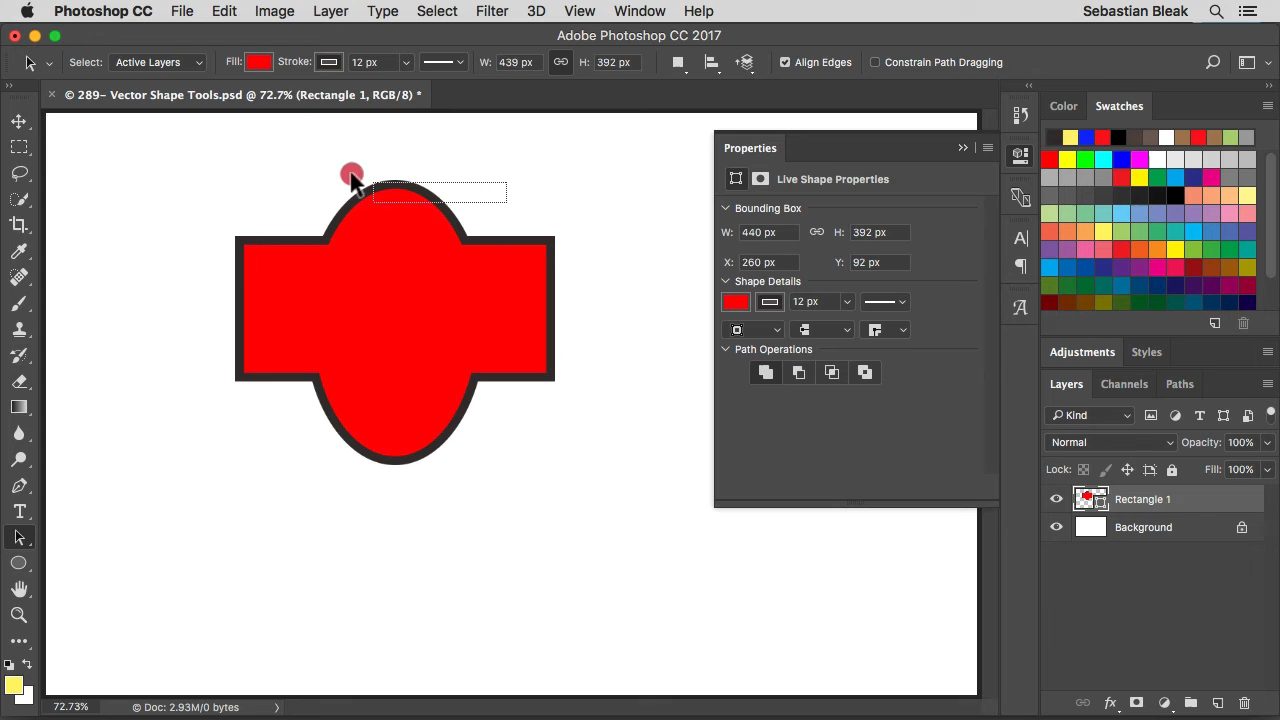 Photoshop CC File Edit Image Layer Type Select Filter 3D View Window Help Sebastian Bleak
Adobe Photoshop CC 2017
Select: Active Layers Fill: Stroke: 12 px W: 439 px H: 392 px Align Edges Constrain Path Dragging
© 289– Vector Shape Tools.psd @ 72.7% (Rectangle 1, RGB/8) *
Color Swatches
Properties
Live Shape Properties
Bounding Box
W: 440 px H: 392 px
X: 260 px Y: 92 px
Shape Details
12 px
Path Operations
Adjustments Styles
Layers Channels Paths
Kind
Normal Opacity: 100%
Lock: Fill: 100%
Rectangle 1
Background
72.73% © Doc: 2.93M/0 bytes